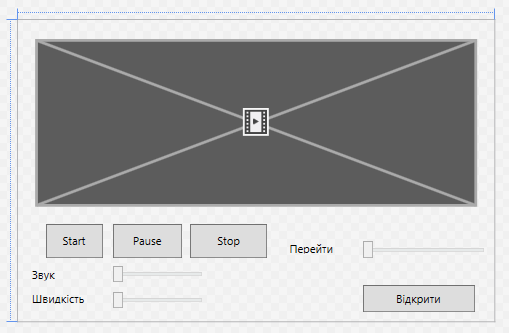 Start
Pause
Stop
Перейти
Звук
Швидкість
Відкрити